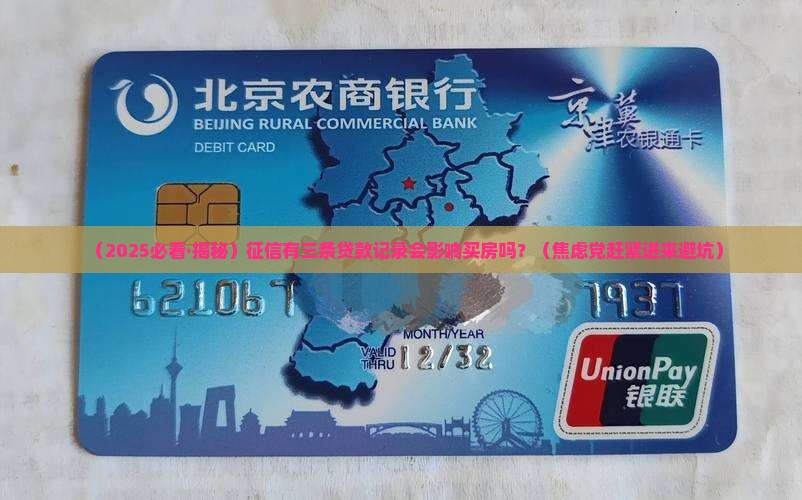 北京农商银行
BEIJING RURAL COMMERCIAL BANK
DEBIT CARD
京津冀
农银通卡
（2025必看·揭秘）征信有三条贷款记录会影响买房吗？（焦虑党赶紧进来避坑）
621067
7937
MONTH/YEAR
VALID THRU 12/32
UnionPay
银联